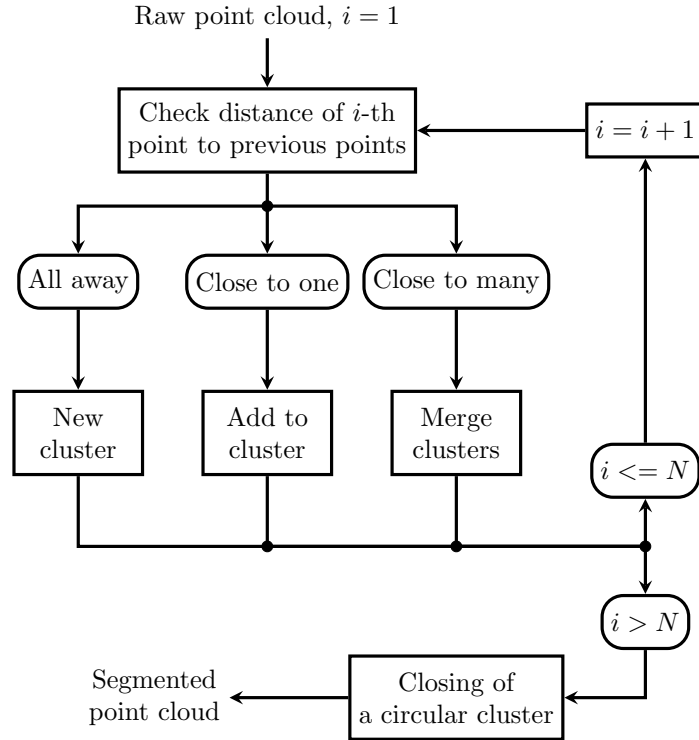 Raw point cloud, i = 1
Check distance of i-th
point to previous points
i = i + 1
All away
Close to one
Close to many
New
cluster
Add to
cluster
Merge
clusters
i <= N
i > N
Closing of
a circular cluster
Segmented
point cloud